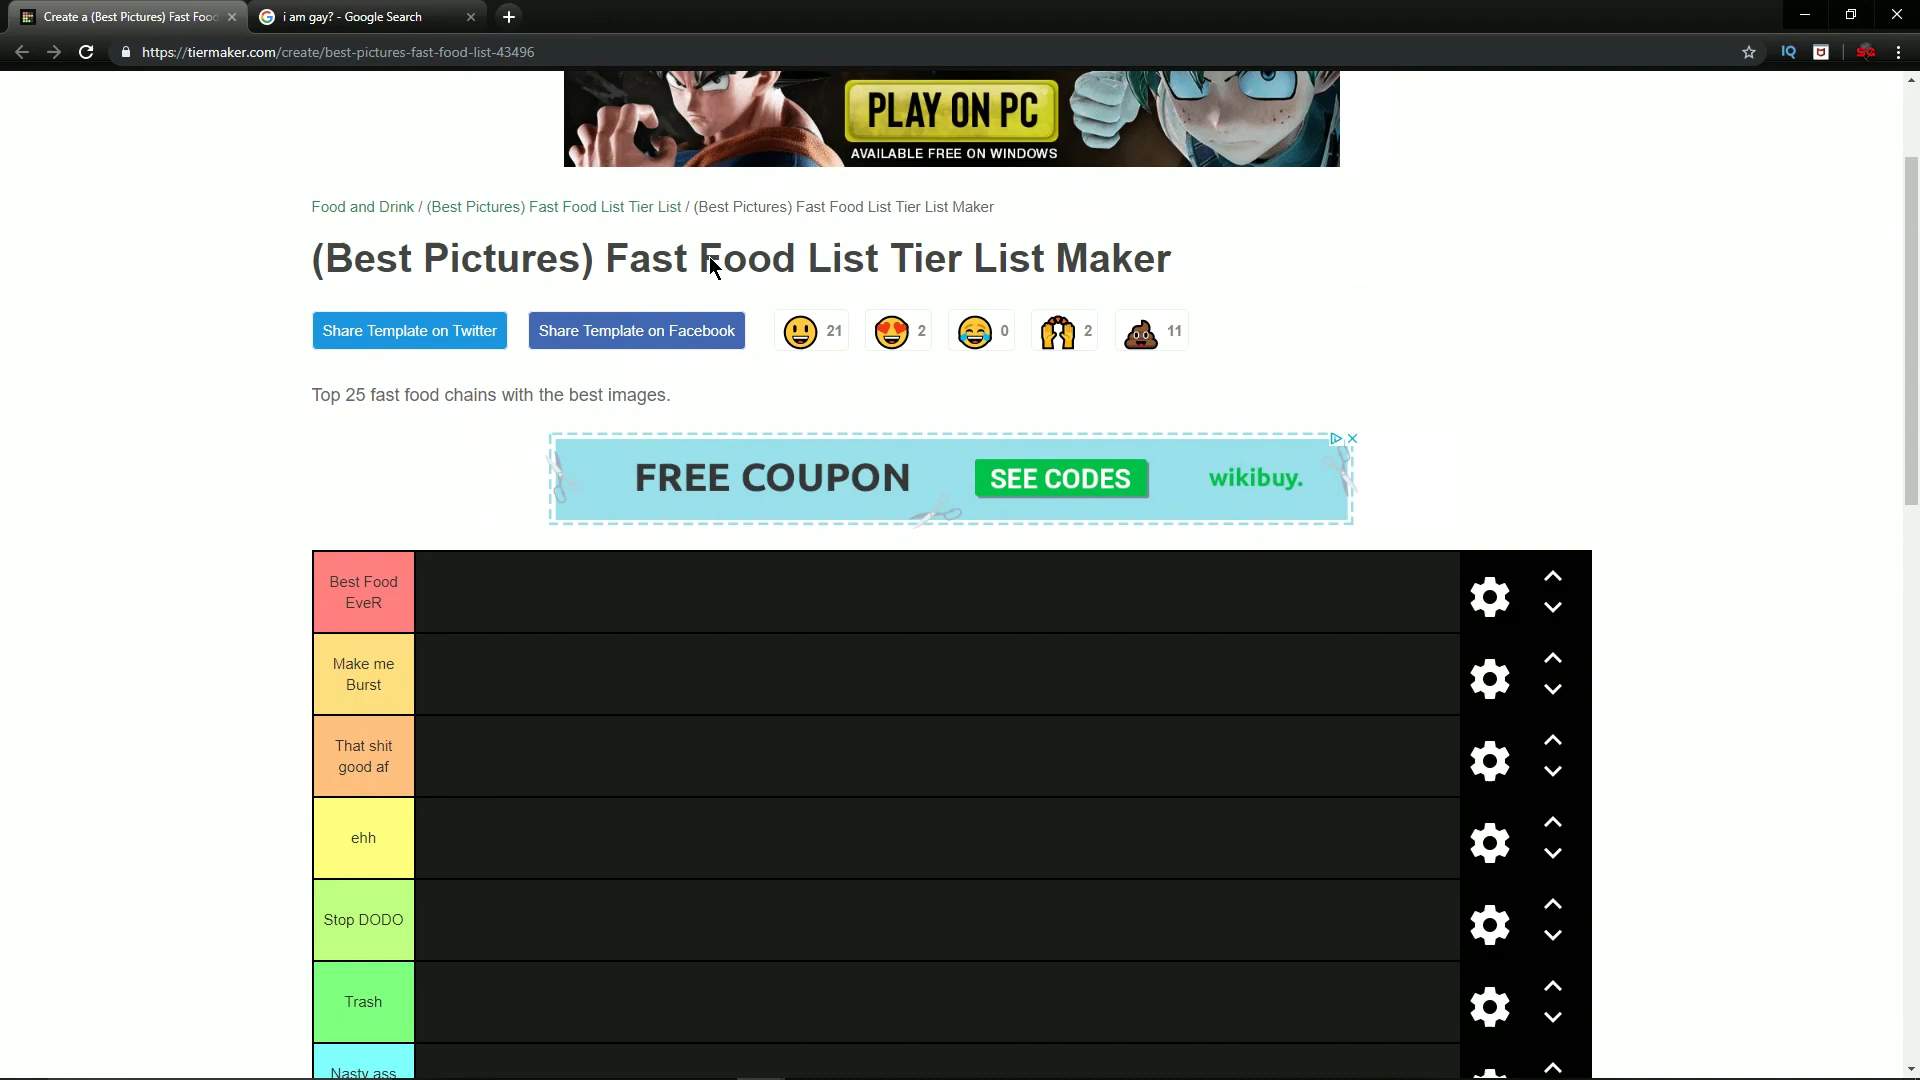 Create a (Best Pictures) Fast Food
i am gay? - Google Search
https://tiermaker.com/create/best-pictures-fast-food-list-43496
IQ
SG
PLAY ON PC
AVAILABLE FREE ON WINDOWS
Food and Drink / (Best Pictures) Fast Food List Tier List / (Best Pictures) Fast Food List Tier List Maker
(Best Pictures) Fast Food List Tier List Maker
Share Template on Twitter
Share Template on Facebook
21
2
0
2
11
Top 25 fast food chains with the best images.
FREE COUPON
SEE CODES
wikibuy.
Best Food
EveR
Make me
Burst
That shit
good af
ehh
Stop DODO
Trash
Nasty ass